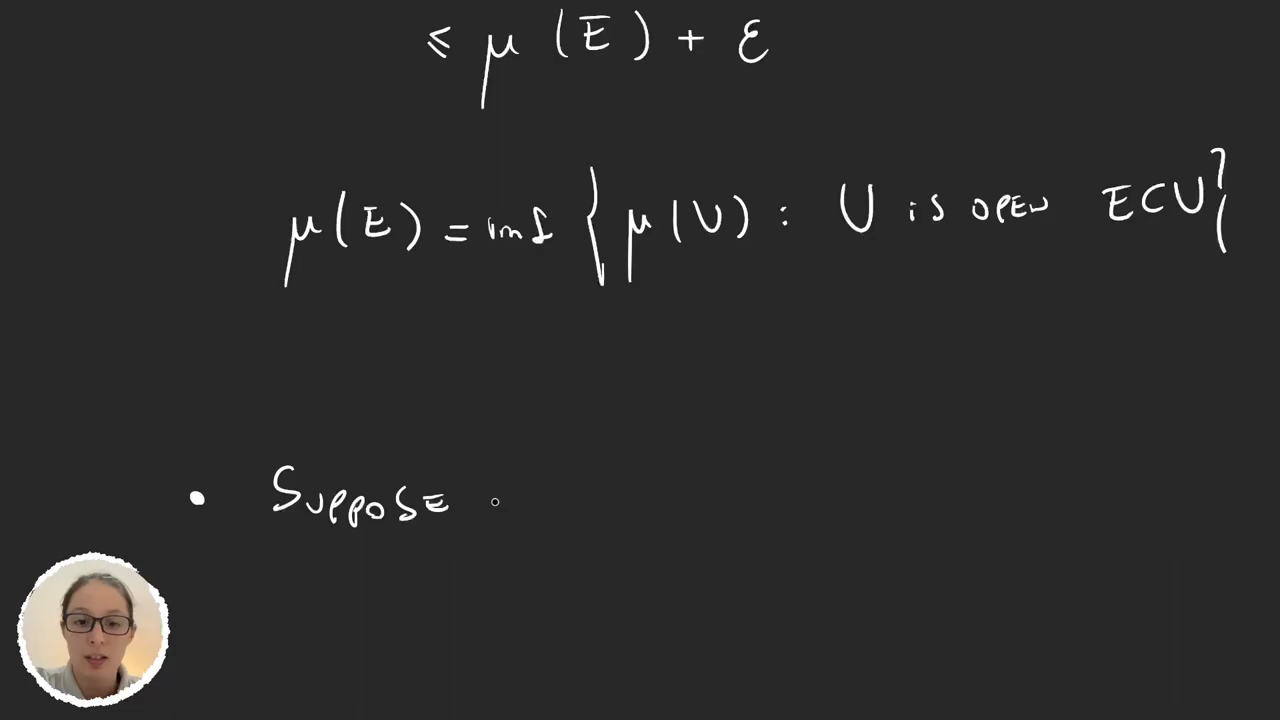 ≤ μ (E) + ε
μ(E) = inf { μ(U) : U is OPEN E⊂U}
• SUPPOSE